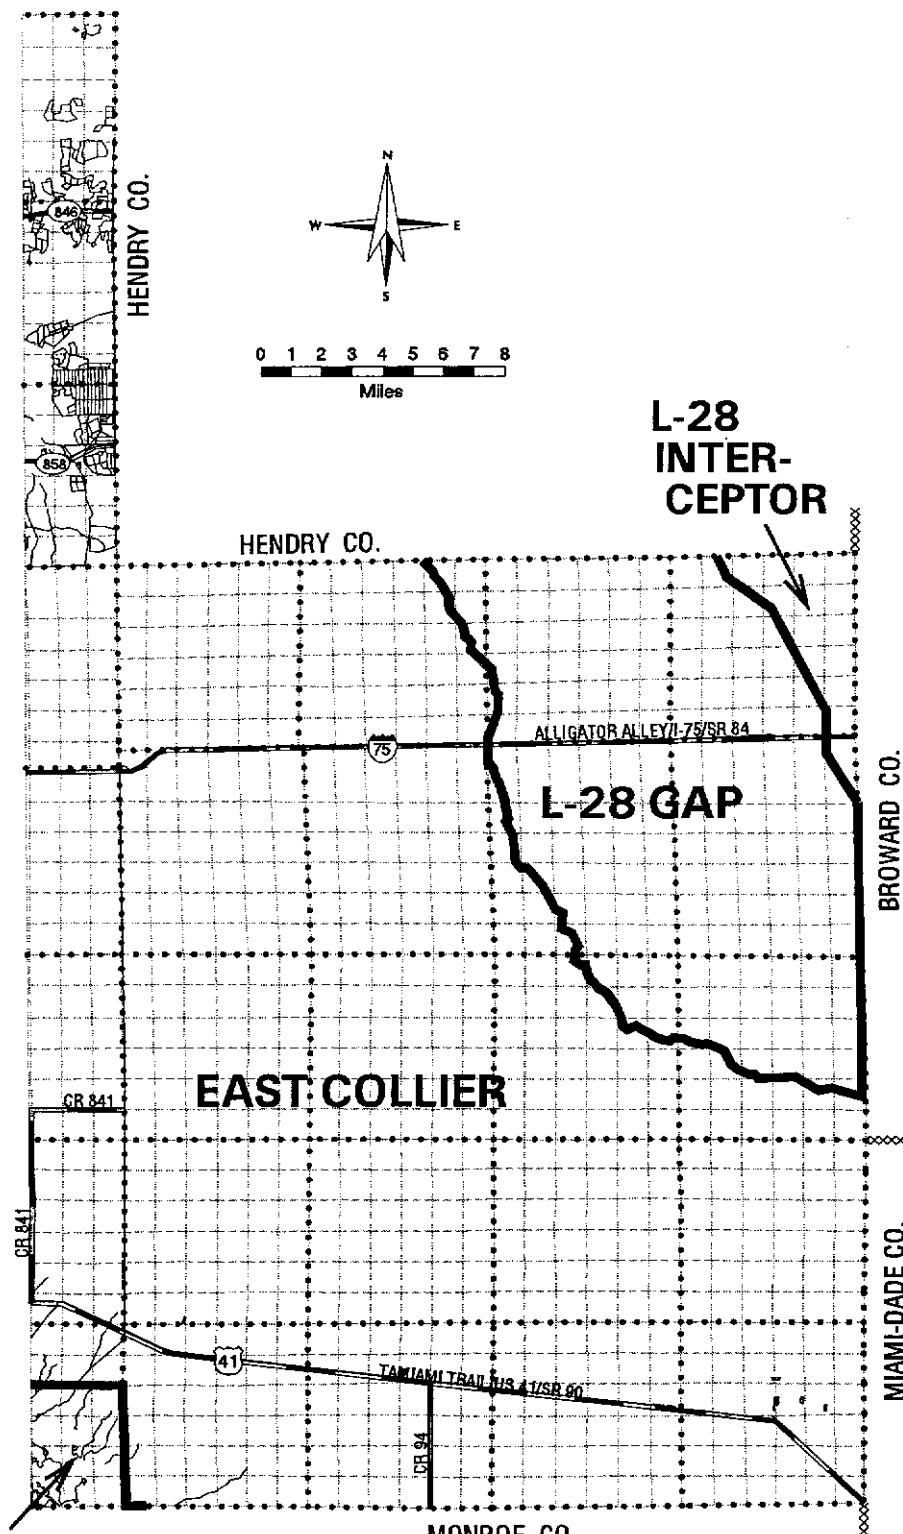 846
HENDRY CO.
N
W
E
S
0 1 2 3 4 5 6 7 8
Miles
L-28
INTER-
CEPTOR
858
HENDRY CO.
ALLIGATOR ALLEY/I-75/SR 84
75
L-28 GAP
BROWARD CO.
EAST COLLIER
CR 841
CR 841
MIAMI-DADE CO.
41
TAMIAMI TRAIL/US 41/SR 90
CR 94
E
MONROE CO.